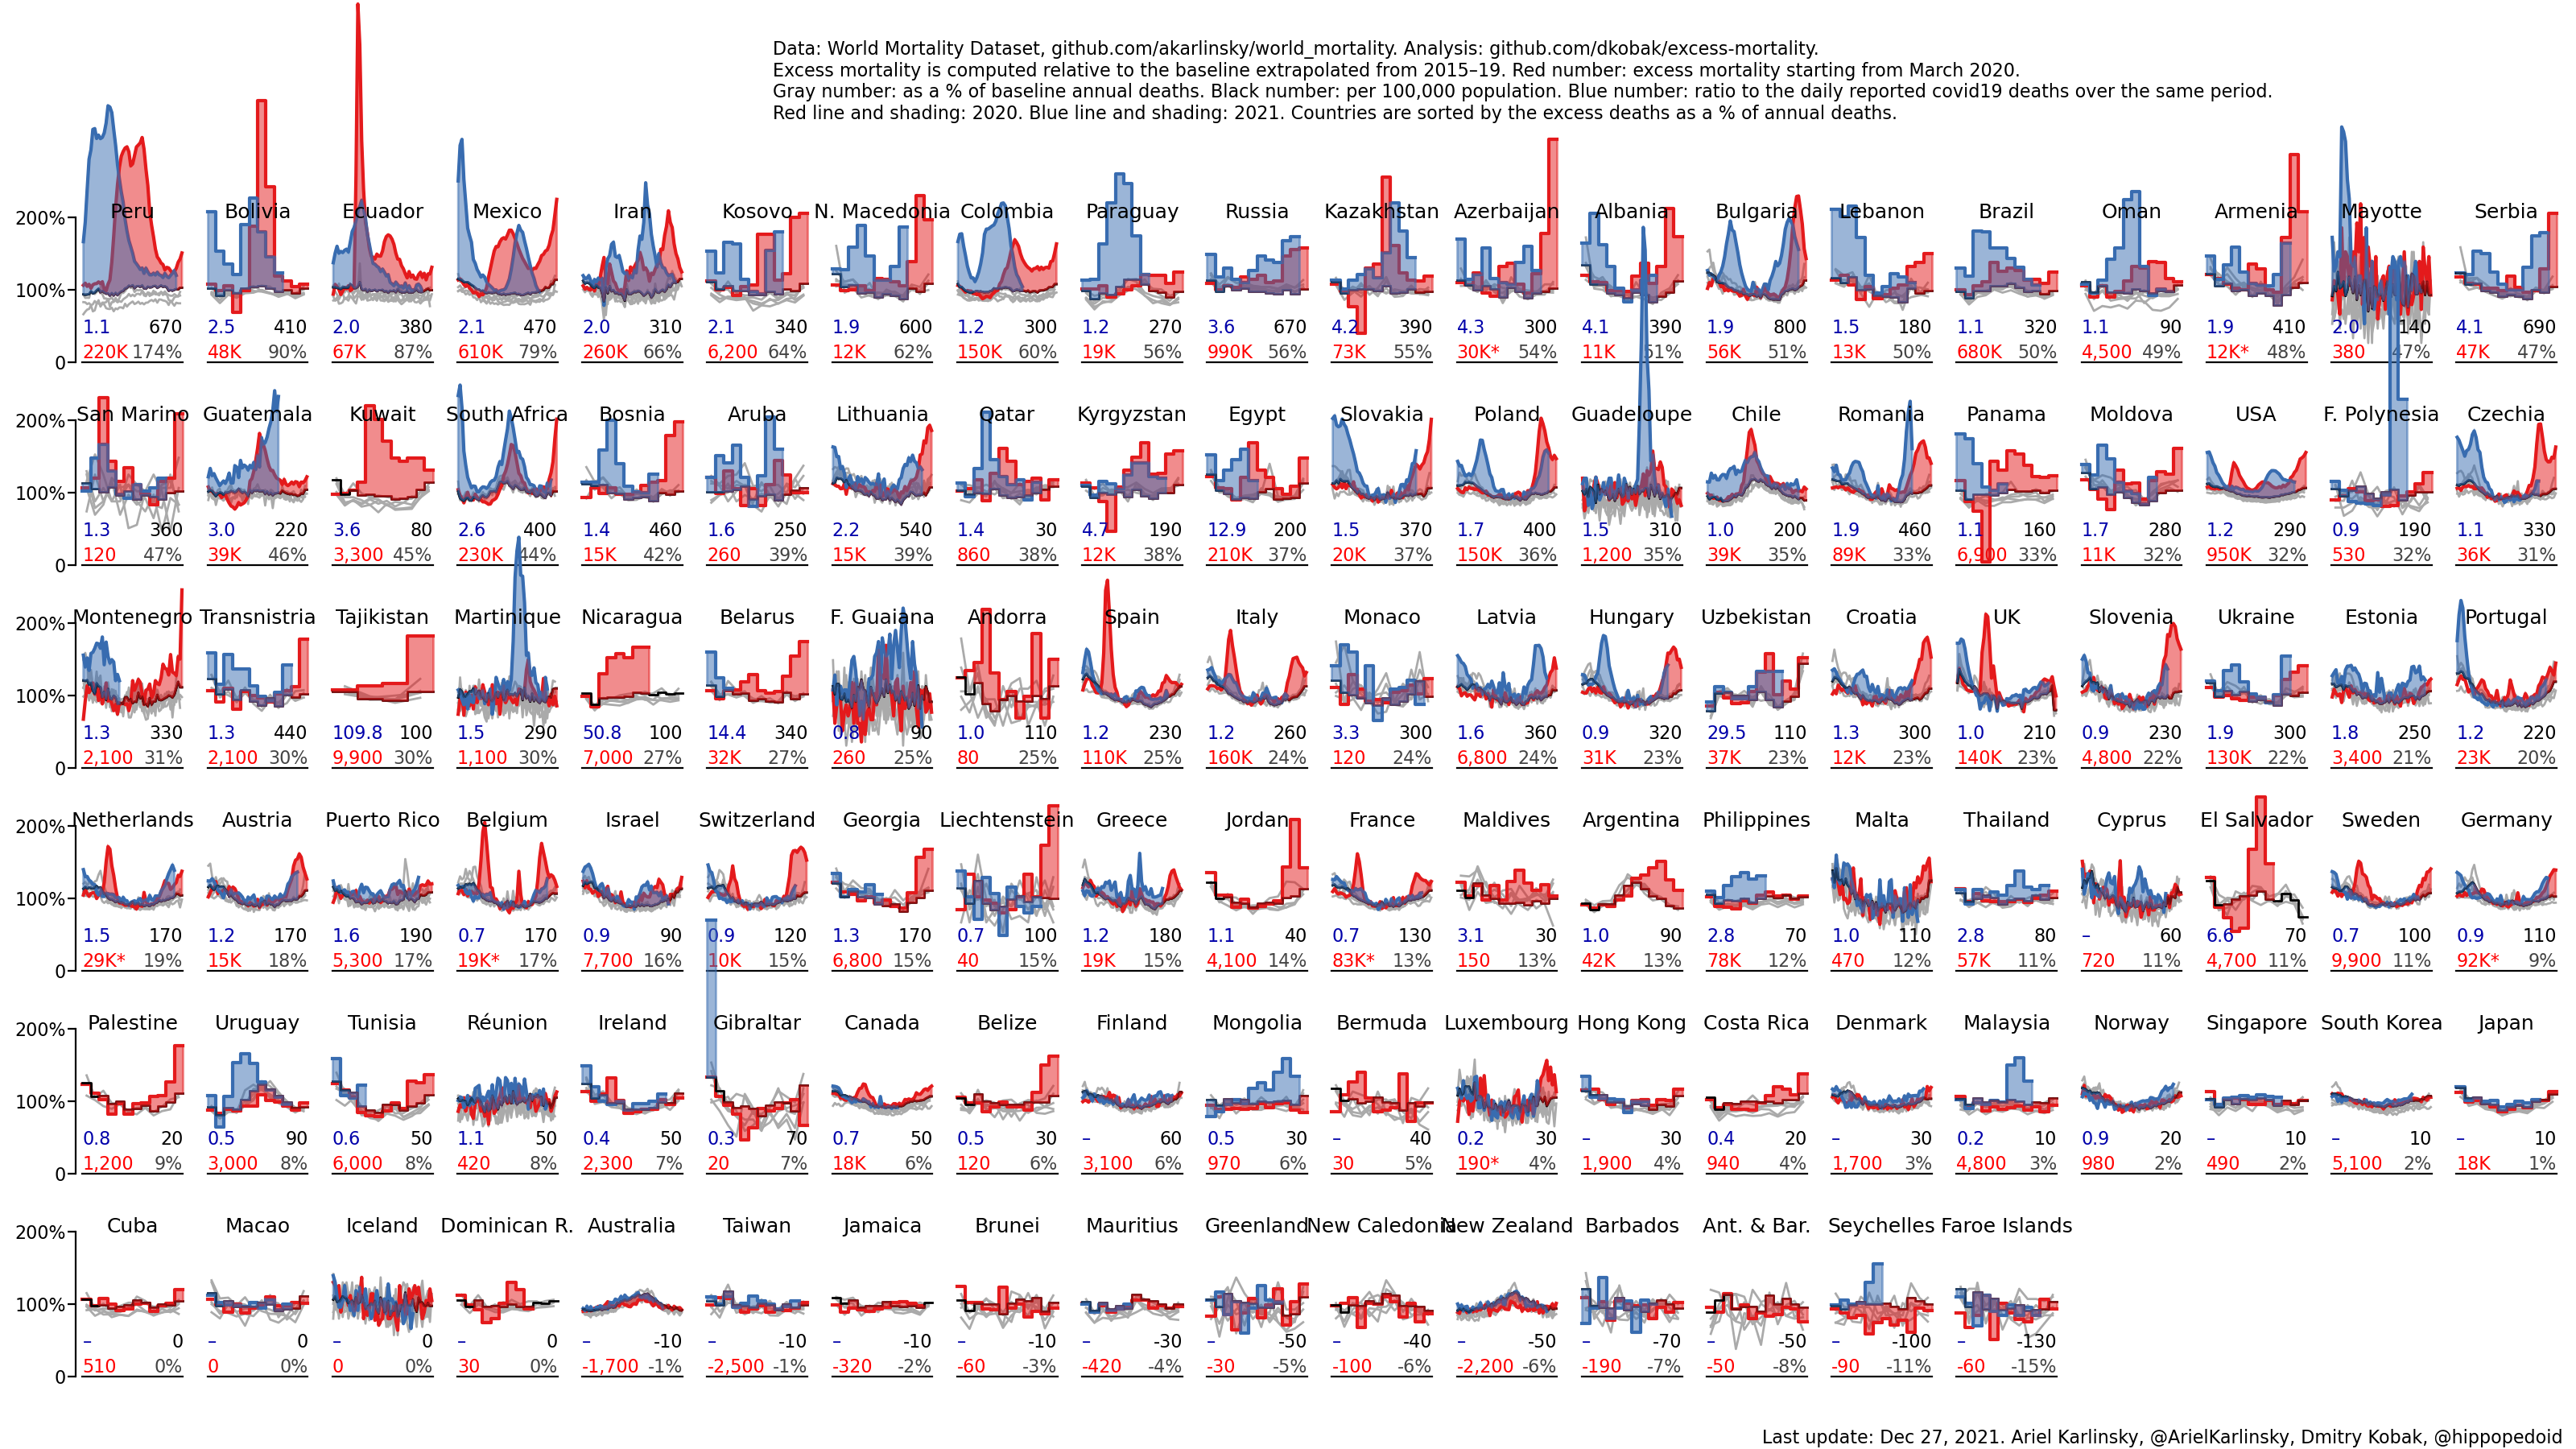 Data: World Mortality Dataset, github.com/akarlinsky/world_mortality. Analysis: github.com/dkobak/excess-mortality.
Excess mortality is computed relative to the baseline extrapolated from 2015–19. Red number: excess mortality starting from March 2020.
Gray number: as a % of baseline annual deaths. Black number: per 100,000 population. Blue number: ratio to the daily reported covid19 deaths over the same period.
Red line and shading: 2020. Blue line and shading: 2021. Countries are sorted by the excess deaths as a % of annual deaths.
200% Peru Bolivia Ecuador Mexico Iran Kosovo N. Macedonia Colombia Paraguay Russia Kazakhstan Azerbaijan Albania Bulgaria Lebanon Brazil Oman Armenia Mayotte Serbia
100%
1.1 670 2.5 410 2.0 380 2.1 470 2.0 310 2.1 340 1.9 600 1.2 300 1.2 270 3.6 670 4.2 390 4.3 300 4.1 390 1.9 800 1.5 180 1.1 320 1.1 90 1.9 410 2.0 140 4.1 690
0 220K 174% 48K 90% 67K 87% 610K 79% 260K 66% 6,200 64% 12K 62% 150K 60% 19K 56% 990K 56% 73K 55% 30K* 54% 11K 51% 56K 51% 13K 50% 680K 50% 4,500 49% 12K* 48% 380 47% 47K 47%
200% San Marino Guatemala Kuwait South Africa Bosnia Aruba Lithuania Qatar Kyrgyzstan Egypt Slovakia Poland Guadeloupe Chile Romania Panama Moldova USA F. Polynesia Czechia
100%
1.3 360 3.0 220 3.6 80 2.6 400 1.4 460 1.6 250 2.2 540 1.4 30 4.7 190 12.9 200 1.5 370 1.7 400 1.5 310 1.0 200 1.9 460 1.1 160 1.7 280 1.2 290 0.9 190 1.1 330
0 120 47% 39K 46% 3,300 45% 230K 44% 15K 42% 260 39% 15K 39% 860 38% 12K 38% 210K 37% 20K 37% 150K 36% 1,200 35% 39K 35% 89K 33% 6,900 33% 11K 32% 950K 32% 530 32% 36K 31%
200% Montenegro Transnistria Tajikistan Martinique Nicaragua Belarus F. Guaiana Andorra Spain Italy Monaco Latvia Hungary Uzbekistan Croatia UK Slovenia Ukraine Estonia Portugal
100%
1.3 330 1.3 440 109.8 100 1.5 290 50.8 100 14.4 340 0.8 90 1.0 110 1.2 230 1.2 260 3.3 300 1.6 360 0.9 320 29.5 110 1.3 300 1.0 210 0.9 230 1.9 300 1.8 250 1.2 220
0 2,100 31% 2,100 30% 9,900 30% 1,100 30% 7,000 27% 32K 27% 260 25% 80 25% 110K 25% 160K 24% 120 24% 6,800 24% 31K 23% 37K 23% 12K 23% 140K 23% 4,800 22% 130K 22% 3,400 21% 23K 20%
200% Netherlands Austria Puerto Rico Belgium Israel Switzerland Georgia Liechtenstein Greece Jordan France Maldives Argentina Philippines Malta Thailand Cyprus El Salvador Sweden Germany
100%
1.5 170 1.2 170 1.6 190 0.7 170 0.9 90 0.9 120 1.3 170 0.7 100 1.2 180 1.1 40 0.7 130 3.1 30 1.0 90 2.8 70 1.0 110 2.8 80 – 60 6.6 70 0.7 100 0.9 110
0 29K* 19% 15K 18% 5,300 17% 19K* 17% 7,700 16% 10K 15% 6,800 15% 40 15% 19K 15% 4,100 14% 83K* 13% 150 13% 42K 13% 78K 12% 470 12% 57K 11% 720 11% 4,700 11% 9,900 11% 92K* 9%
200% Palestine Uruguay Tunisia Réunion Ireland Gibraltar Canada Belize Finland Mongolia Bermuda Luxembourg Hong Kong Costa Rica Denmark Malaysia Norway Singapore South Korea Japan
100%
0.8 20 0.5 90 0.6 50 1.1 50 0.4 50 0.3 70 0.7 50 0.5 30 – 60 0.5 30 – 40 0.2 30 – 30 0.4 20 – 30 0.2 10 0.9 20 – 10 – 10 – 10
0 1,200 9% 3,000 8% 6,000 8% 420 8% 2,300 7% 20 7% 18K 6% 120 6% 3,100 6% 970 6% 30 5% 190* 4% 1,900 4% 940 4% 1,700 3% 4,800 3% 980 2% 490 2% 5,100 2% 18K 1%
200% Cuba Macao Iceland Dominican R. Australia Taiwan Jamaica Brunei Mauritius Greenland New Caledonia New Zealand Barbados Ant. & Bar. Seychelles Faroe Islands
100%
– 0 – 0 – 0 – 0 – -10 – -10 – -10 – -10 – -30 – -50 – -40 – -50 – -70 – -50 – -100 – -130
0 510 0% 0 0% 0 0% 30 0% -1,700 -1% -2,500 -1% -320 -2% -60 -3% -420 -4% -30 -5% -100 -6% -2,200 -6% -190 -7% -50 -8% -90 -11% -60 -15%
Last update: Dec 27, 2021. Ariel Karlinsky, @ArielKarlinsky, Dmitry Kobak, @hippopedoid